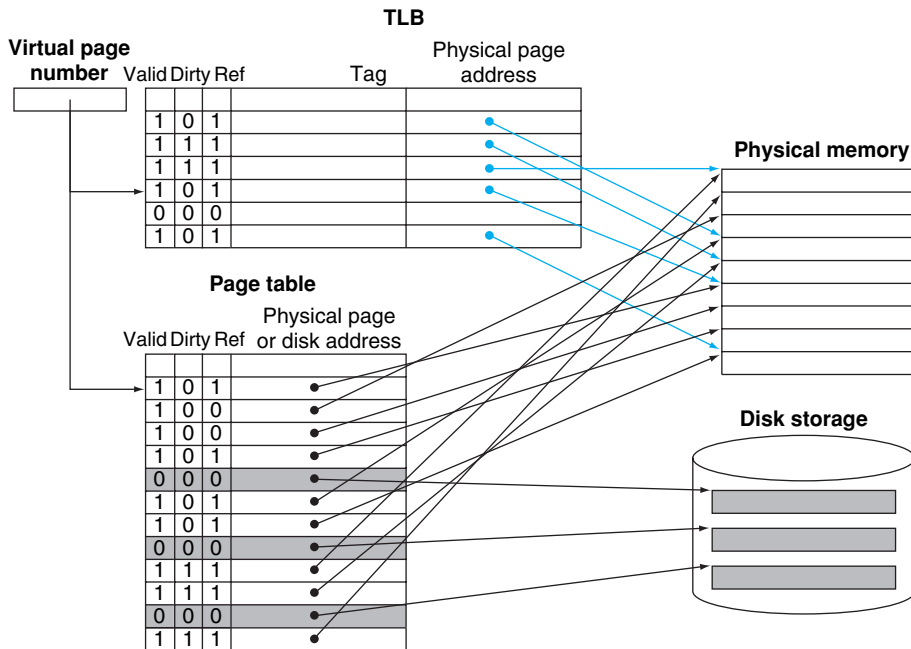 TLB
Virtual page
number
Valid Dirty Ref
Tag
Physical page
address
1 0 1
1 1 1
1 1 1
1 0 1
0 0 0
1 0 1
Physical memory
Page table
Valid Dirty Ref
Physical page
or disk address
1 0 1
1 0 0
1 0 0
1 0 1
0 0 0
1 0 1
1 0 1
0 0 0
1 1 1
1 1 1
0 0 0
1 1 1
Disk storage